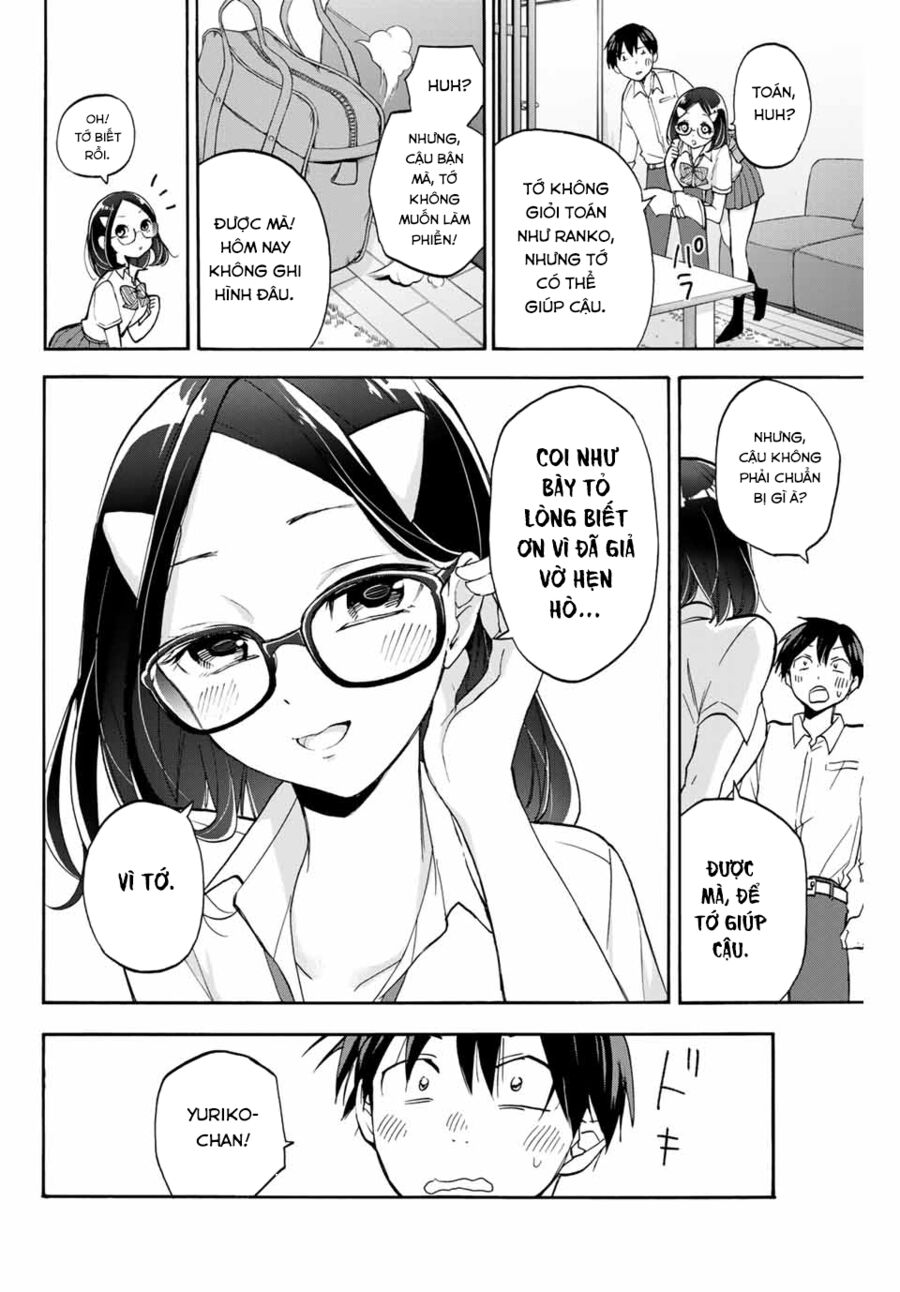 TOÁN,
HUH?
TỚ KHÔNG
GIỎI TOÁN
NHƯ RANKO,
NHƯNG TỚ
CÓ THỂ
GIÚP CẬU.
HUH?
NHƯNG,
CẬU BẬN
MÀ, TỚ
KHÔNG
MUỐN LÀM
PHIỀN!
ĐƯỢC MÀ!
HÔM NAY
KHÔNG GHI
HÌNH ĐÂU.
OH!
TỚ BIẾT
RỒI.
NHƯNG,
CẬU KHÔNG
PHẢI CHUẨN
BỊ GÌ À?
ĐƯỢC
MÀ, ĐỂ
TỚ GIÚP
CẬU.
COI NHƯ
BÀY TỎ
LÒNG BIẾT
ƠN VÌ ĐÃ GIẢ
VỜ HẸN
HÒ...
VÌ TỚ.
ドキ
YURIKO-
CHAN!